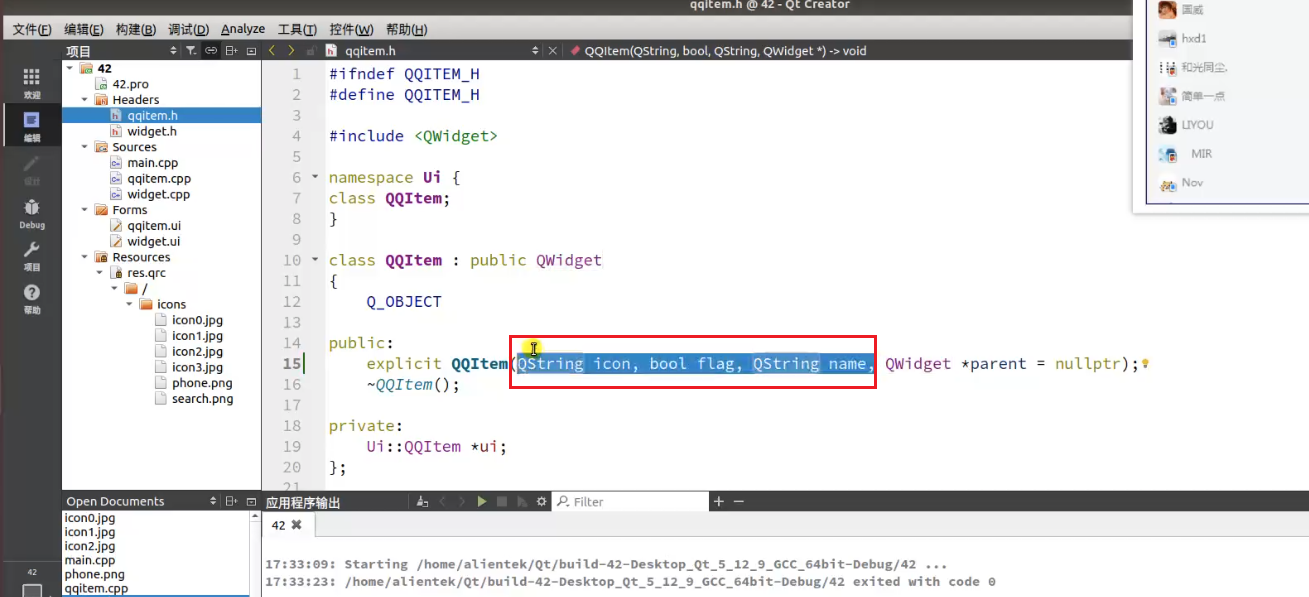 qqitem.h @ 42 - Qt Creator
文件(F) 编辑(E) 构建(B) 调试(D) Analyze 工具(T) 控件(W) 帮助(H)
项目
qqitem.h
QQItem(QString, bool, QString, QWidget *) -> void
欢迎
编辑
设计
Debug
项目
帮助
42
42
42.pro
Headers
qqitem.h
widget.h
Sources
main.cpp
qqitem.cpp
widget.cpp
Forms
qqitem.ui
widget.ui
Resources
res.qrc
/
icons
icon0.jpg
icon1.jpg
icon2.jpg
icon3.jpg
phone.png
search.png
Open Documents
icon0.jpg
icon1.jpg
icon2.jpg
main.cpp
phone.png
qqitem.cpp
1 #ifndef QQITEM_H
2 #define QQITEM_H
3
4 #include <QWidget>
5
6 namespace Ui {
7 class QQItem;
8 }
9
10 class QQItem : public QWidget
11 {
12 Q_OBJECT
13
14 public:
15 explicit QQItem(QString icon, bool flag, QString name, QWidget *parent = nullptr);
16 ~QQItem();
17
18 private:
19 Ui::QQItem *ui;
20 };
21
应用程序输出
Filter
42
17:33:09: Starting /home/alientek/Qt/build-42-Desktop_Qt_5_12_9_GCC_64bit-Debug/42 ...
17:33:23: /home/alientek/Qt/build-42-Desktop_Qt_5_12_9_GCC_64bit-Debug/42 exited with code 0
国威
hxd1
和光同尘.
简单一点
LIYOU
MIR
Nov